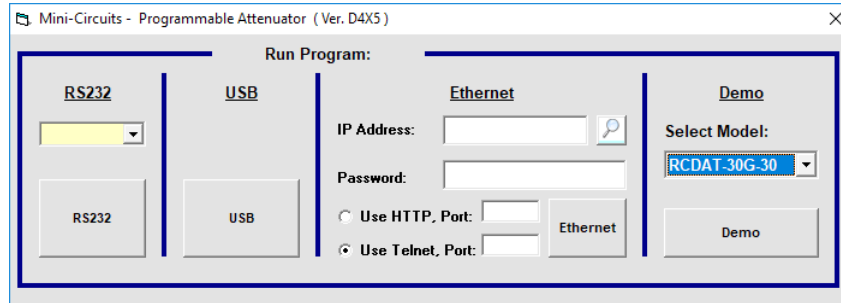 Mini-Circuits - Programmable Attenuator ( Ver. D4X5 )
Run Program:
RS232
RS232
USB
USB
Ethernet
IP Address:
Password:
Use HTTP, Port:
Use Telnet, Port:
Ethernet
Demo
Select Model:
RCDAT-30G-30
Demo